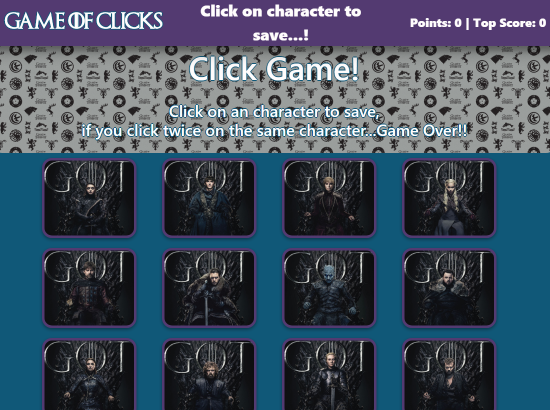 GAME OF CLICKS
Click on character to
save...!
Points: 0 | Top Score: 0
Click Game!
Click on an character to save,
if you click twice on the same character...Game Over!!
GOT
GOT
GOT
GOT
GOT
GOT
GOT
GOT
GOT
GOT
GOT
GOT